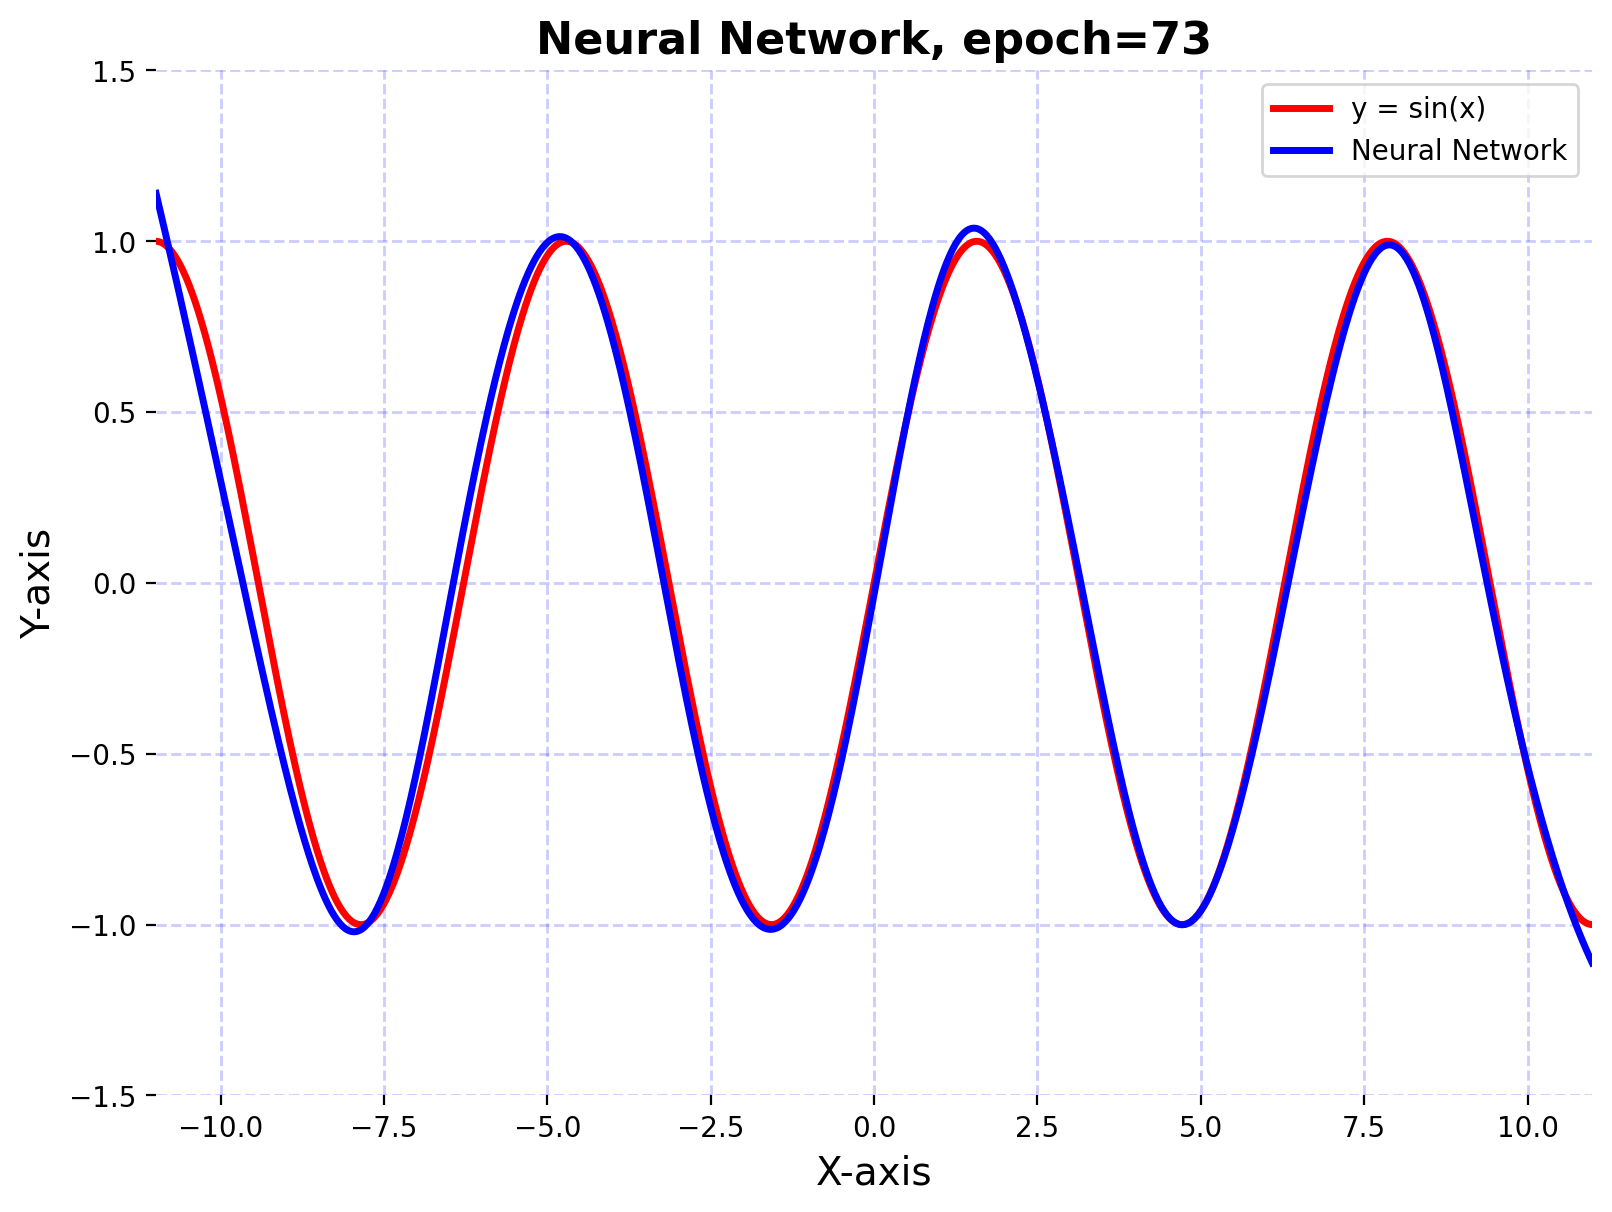 Neural Network, epoch=73
1.5
1.0
0.5
0.0
−0.5
−1.0
−1.5
Y-axis
y = sin(x)
Neural Network
−10.0 −7.5 −5.0 −2.5 0.0 2.5 5.0 7.5 10.0
X-axis